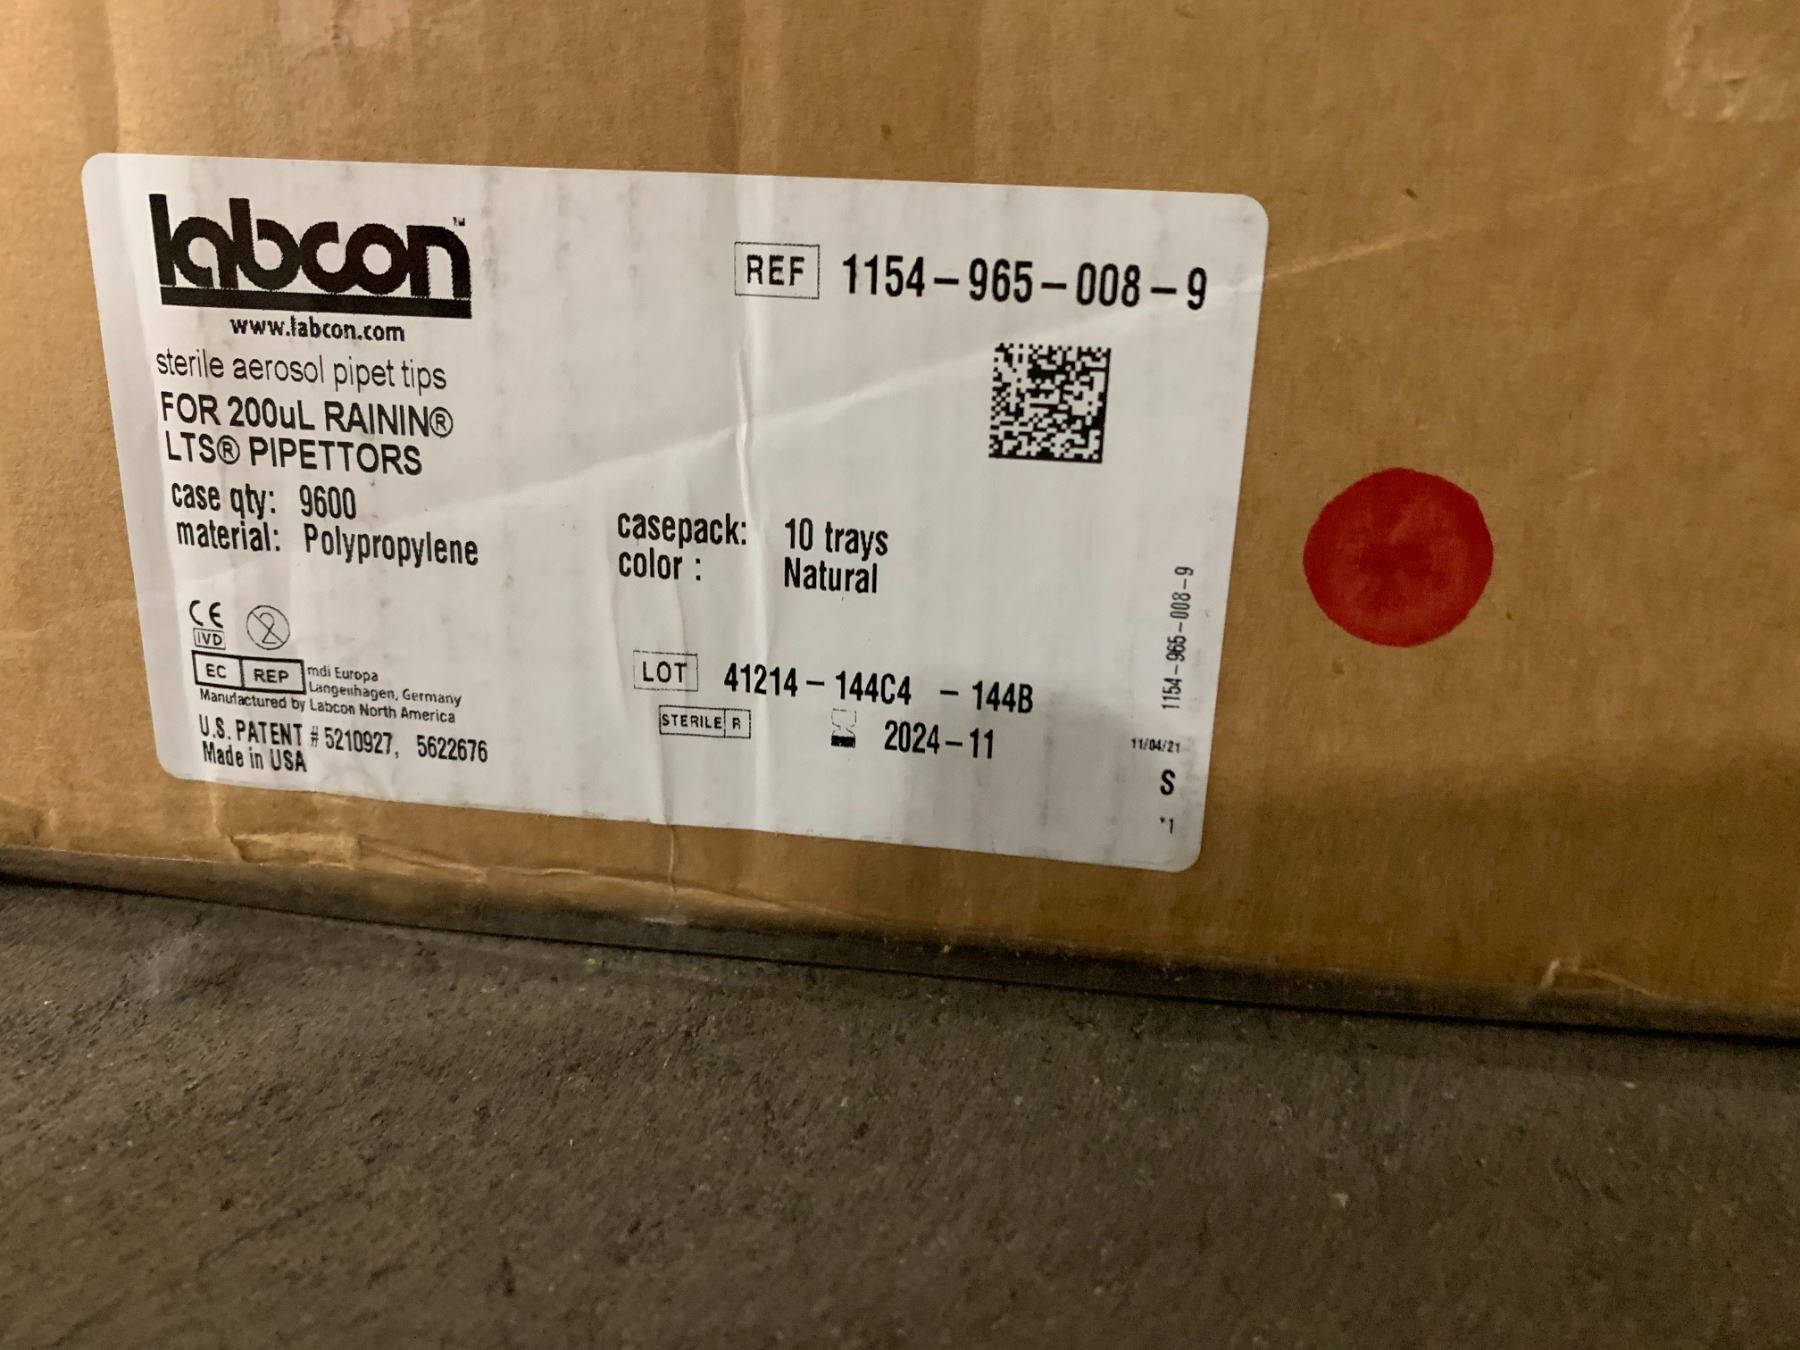 labcon™
www.labcon.com
sterile aerosol pipet tips
FOR 200uL RAININ®
LTS® PIPETTORS
case qty: 9600
material: Polypropylene
REF 1154-965-008-9
casepack: 10 trays
color : Natural
CE
IVD
2
EC REP mdi Europa
Langenhagen, Germany
Manufactured by Labcon North America
U.S. PATENT # 5210927, 5622676
Made in USA
LOT 41214-144C4 -144B
STERILE R
2024-11
1154-965-008-9
11/04/21
S
*1